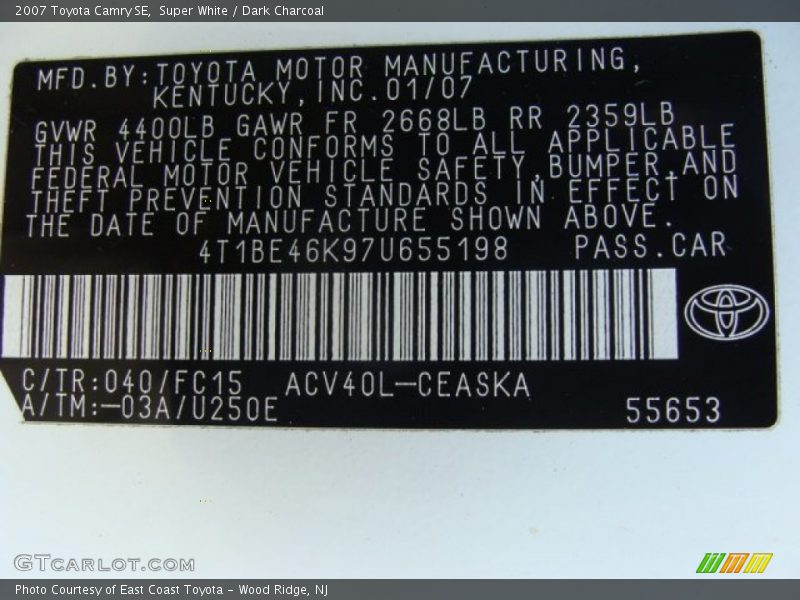 2007 Toyota Camry SE, Super White / Dark Charcoal
MFD.BY:TOYOTA MOTOR MANUFACTURING,
KENTUCKY,INC.01/07
GVWR 4400LB GAWR FR 2668LB RR 2359LB
THIS VEHICLE CONFORMS TO ALL APPLICABLE
FEDERAL MOTOR VEHICLE SAFETY,BUMPER,AND
THEFT PREVENTION STANDARDS IN EFFECT ON
THE DATE OF MANUFACTURE SHOWN ABOVE.
4T1BE46K97U655198 PASS.CAR
C/TR:040/FC15 ACV40L-CEASKA
A/TM:-03A/U250E 55653
GTCARLOT.COM
Photo Courtesy of East Coast Toyota - Wood Ridge, NJ